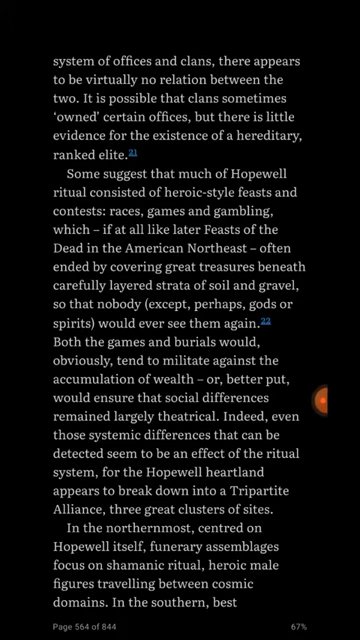 system of offices and clans, there appears
to be virtually no relation between the
two. It is possible that clans sometimes
‘owned’ certain offices, but there is little
evidence for the existence of a hereditary,
ranked elite.21
Some suggest that much of Hopewell
ritual consisted of heroic-style feasts and
contests: races, games and gambling,
which – if at all like later Feasts of the
Dead in the American Northeast – often
ended by covering great treasures beneath
carefully layered strata of soil and gravel,
so that nobody (except, perhaps, gods or
spirits) would ever see them again.22
Both the games and burials would,
obviously, tend to militate against the
accumulation of wealth – or, better put,
would ensure that social differences
remained largely theatrical. Indeed, even
those systemic differences that can be
detected seem to be an effect of the ritual
system, for the Hopewell heartland
appears to break down into a Tripartite
Alliance, three great clusters of sites.
In the northernmost, centred on
Hopewell itself, funerary assemblages
focus on shamanic ritual, heroic male
figures travelling between cosmic
domains. In the southern, best
Page 564 of 844 67%